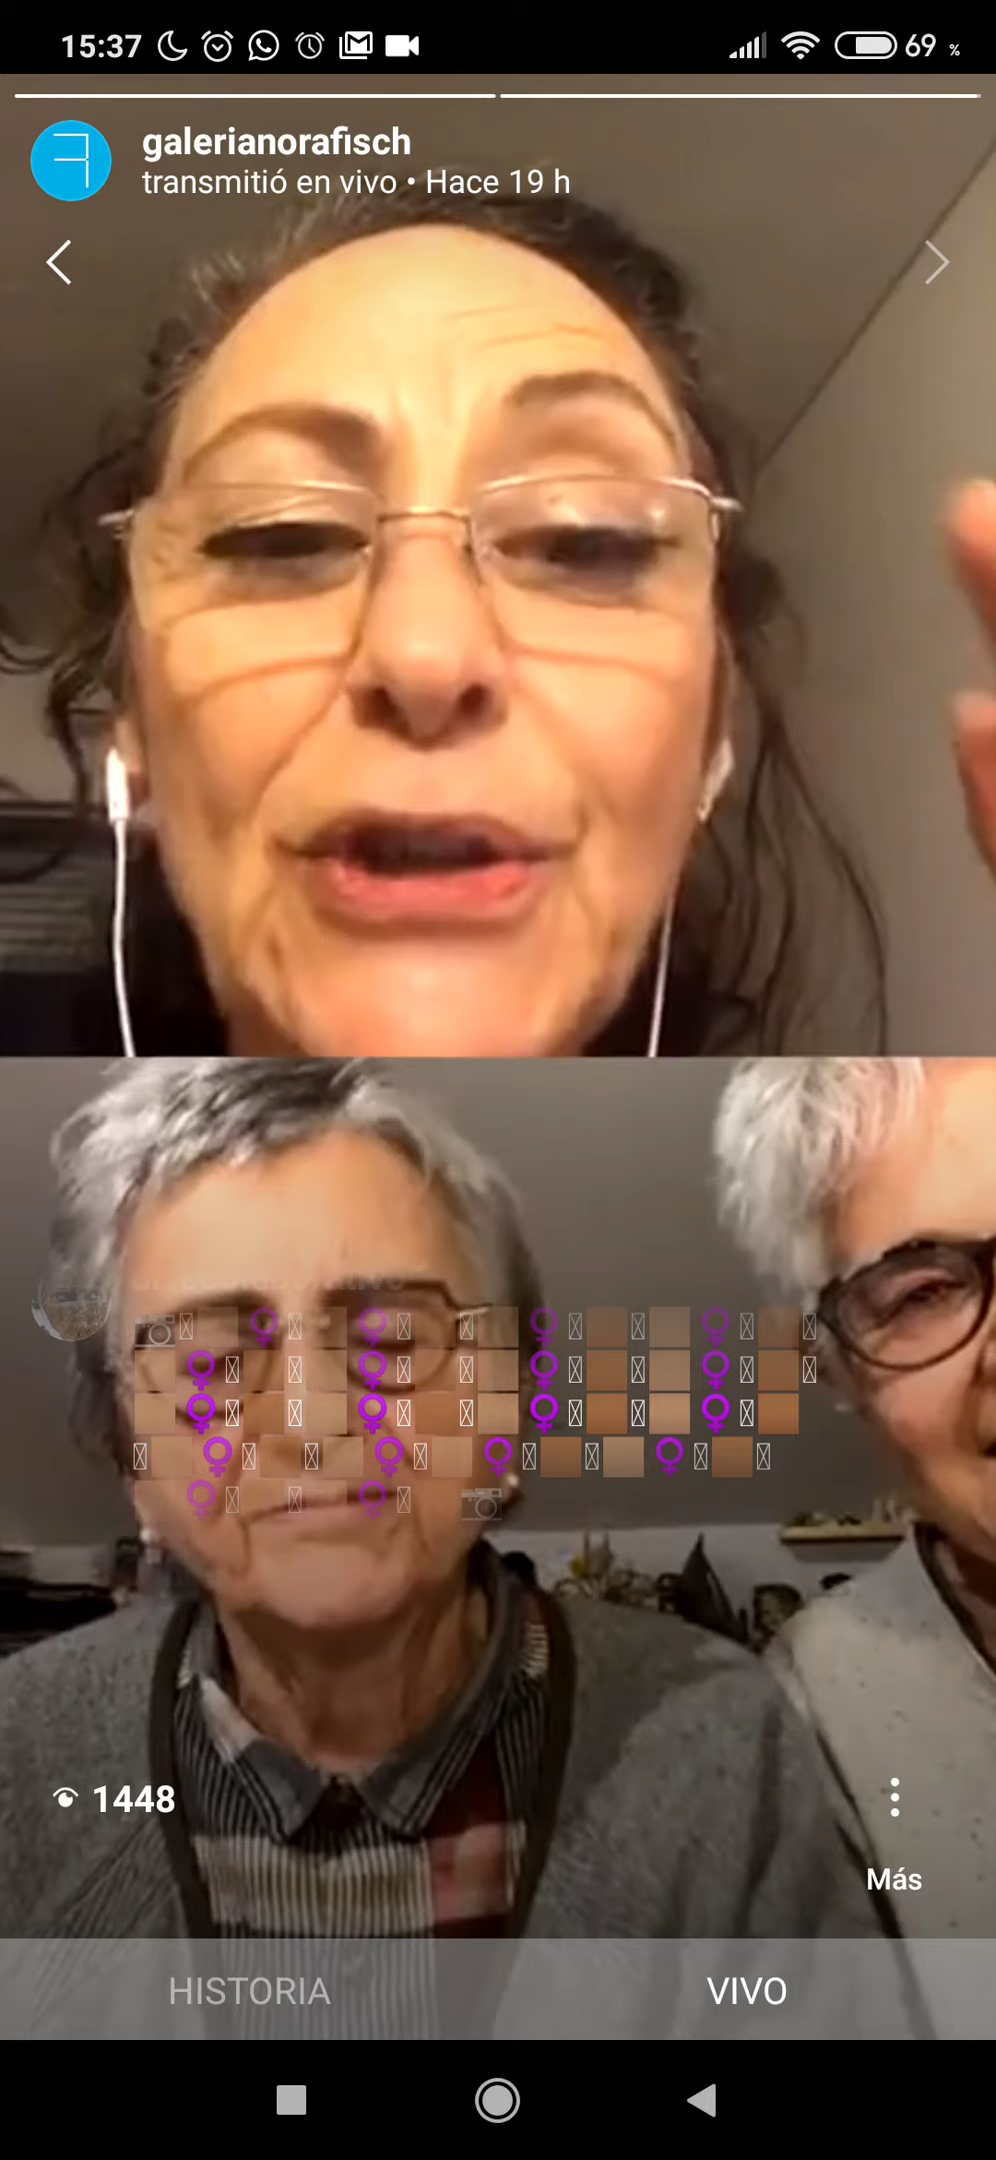 15:37 69 %
galerianorafisch
transmitió en vivo • Hace 19 h
1448
Más
HISTORIA VIVO